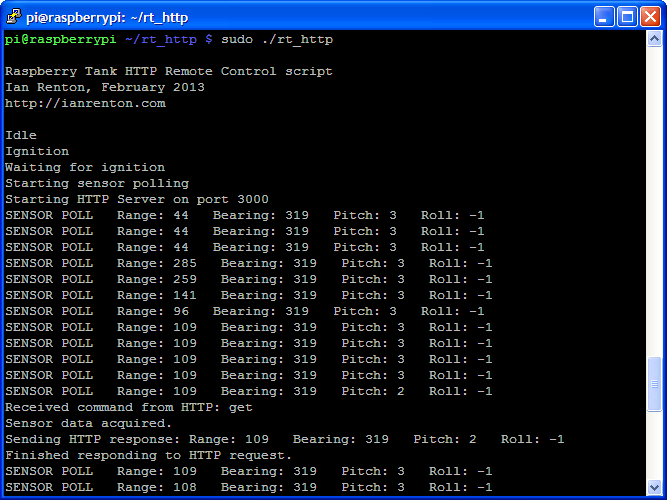 pi@raspberrypi: ~/rt_http
pi@raspberrypi ~/rt_http $ sudo ./rt_http
Raspberry Tank HTTP Remote Control script
Ian Renton, February 2013
http://ianrenton.com
Idle
Ignition
Waiting for ignition
Starting sensor polling
Starting HTTP Server on port 3000
SENSOR POLL   Range: 44   Bearing: 319   Pitch: 3   Roll: -1
SENSOR POLL   Range: 44   Bearing: 319   Pitch: 3   Roll: -1
SENSOR POLL   Range: 44   Bearing: 319   Pitch: 3   Roll: -1
SENSOR POLL   Range: 285   Bearing: 319   Pitch: 3   Roll: -1
SENSOR POLL   Range: 259   Bearing: 319   Pitch: 3   Roll: -1
SENSOR POLL   Range: 141   Bearing: 319   Pitch: 3   Roll: -1
SENSOR POLL   Range: 96   Bearing: 319   Pitch: 3   Roll: -1
SENSOR POLL   Range: 109   Bearing: 319   Pitch: 3   Roll: -1
SENSOR POLL   Range: 109   Bearing: 319   Pitch: 3   Roll: -1
SENSOR POLL   Range: 109   Bearing: 319   Pitch: 3   Roll: -1
SENSOR POLL   Range: 109   Bearing: 319   Pitch: 3   Roll: -1
SENSOR POLL   Range: 109   Bearing: 319   Pitch: 2   Roll: -1
Received command from HTTP: get
Sensor data acquired.
Sending HTTP response: Range: 109   Bearing: 319   Pitch: 2   Roll: -1
Finished responding to HTTP request.
SENSOR POLL   Range: 109   Bearing: 319   Pitch: 3   Roll: -1
SENSOR POLL   Range: 108   Bearing: 319   Pitch: 3   Roll: -1